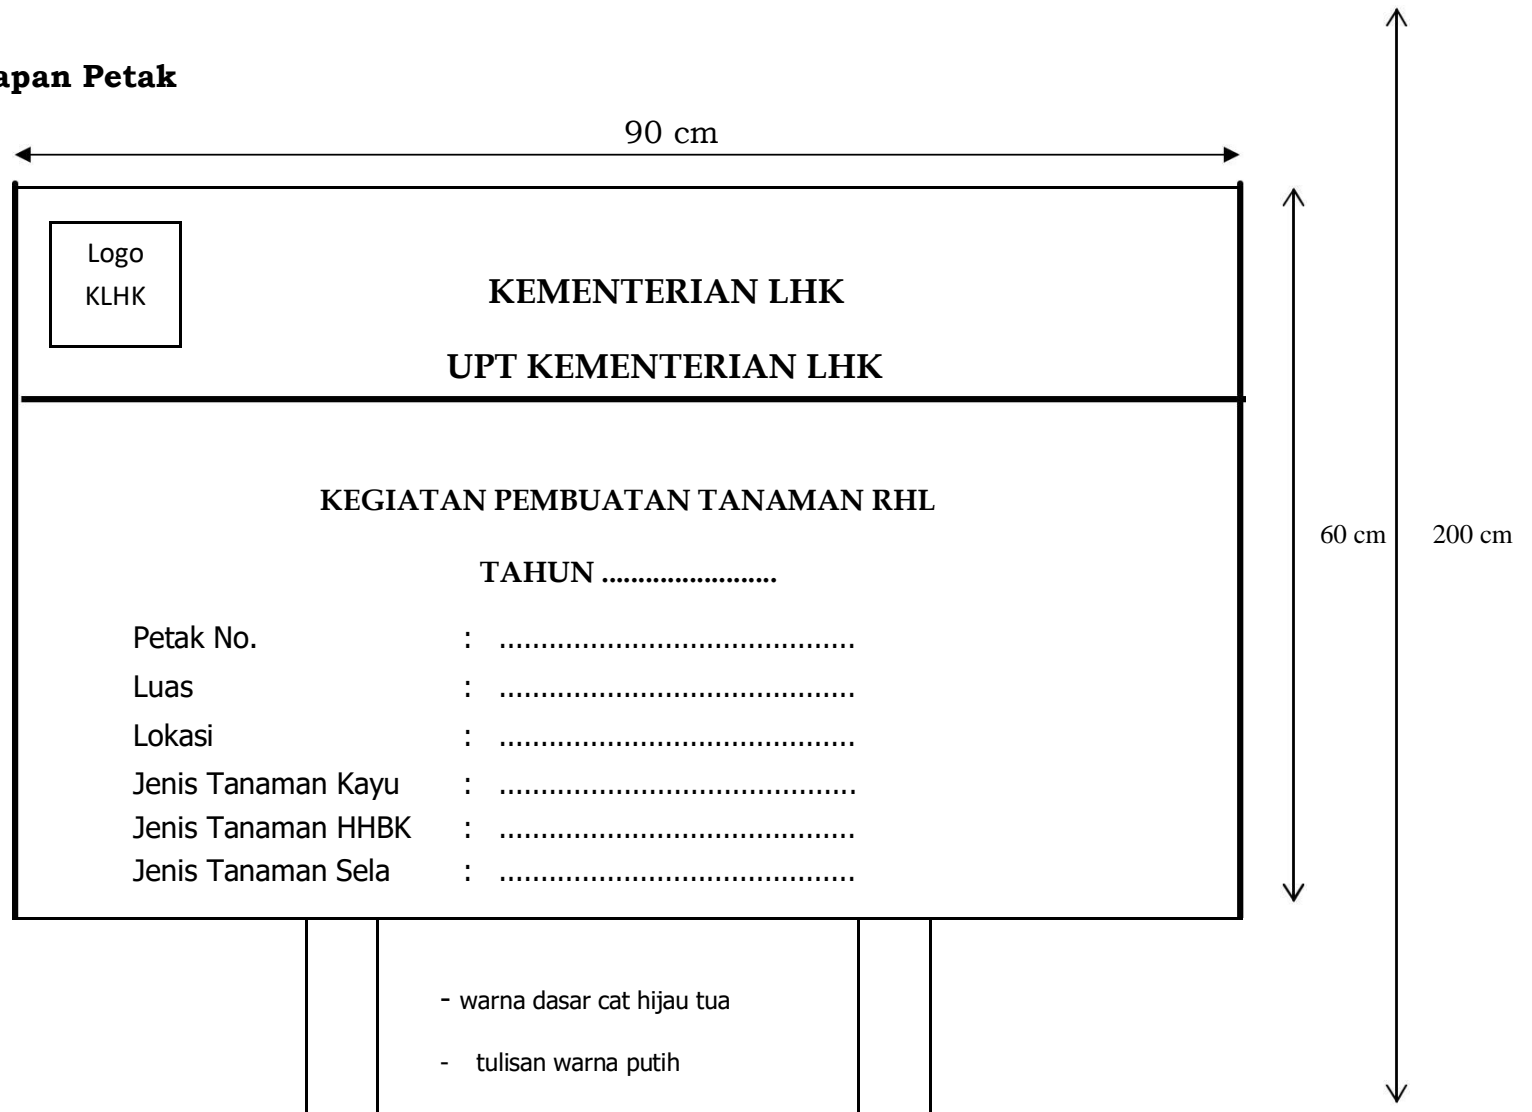 apan Petak
90 cm
Logo
KLHK
KEMENTERIAN LHK
UPT KEMENTERIAN LHK
KEGIATAN PEMBUATAN TANAMAN RHL
TAHUN ........................
60 cm
200 cm
Petak No. : ...........................................
Luas : ...........................................
Lokasi : ...........................................
Jenis Tanaman Kayu : ...........................................
Jenis Tanaman HHBK : ...........................................
Jenis Tanaman Sela : ...........................................
- warna dasar cat hijau tua
- tulisan warna putih